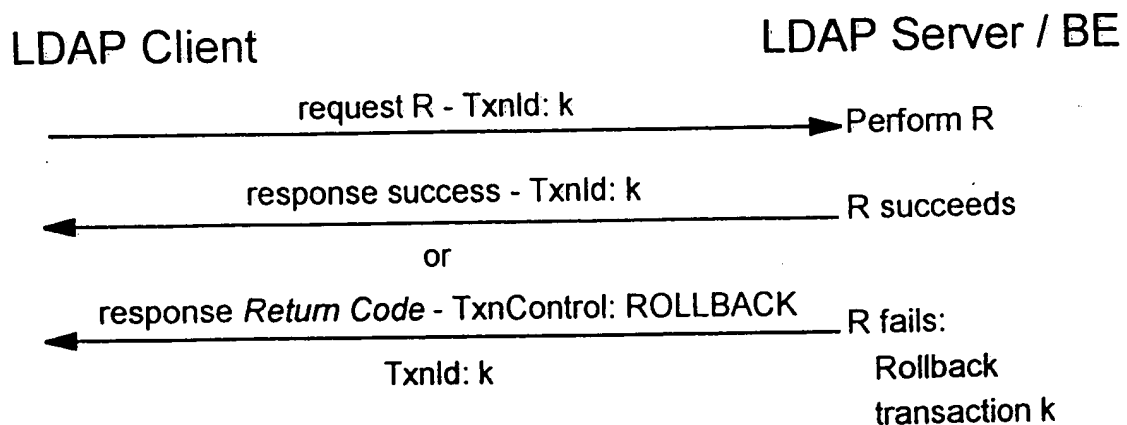 LDAP Client
LDAP Server / BE
request R - TxnId: k
Perform R
response success - TxnId: k
R succeeds
or
response Return Code - TxnControl: ROLLBACK
R fails:
TxnId: k
Rollback
transaction k